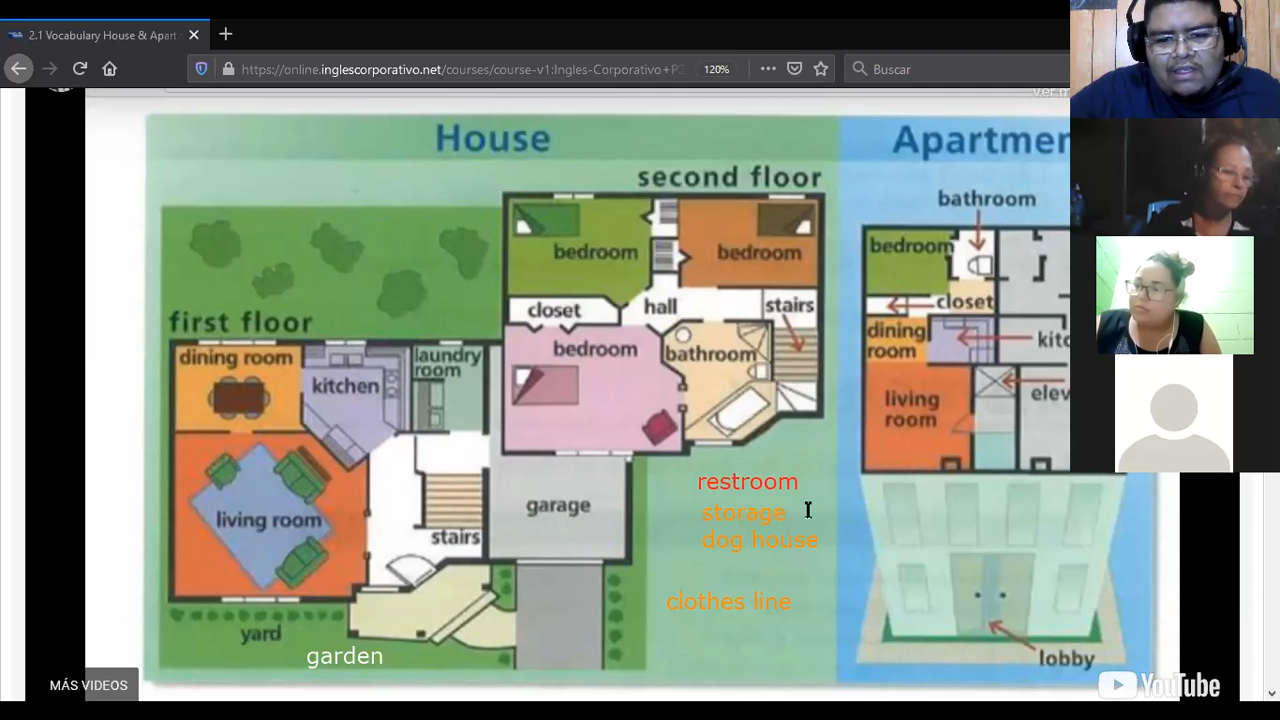 2.1 Vocabulary House & Apart
https://online.inglescorporativo.net/courses/course-v1:Ingles-Corporativo+P
120%
Buscar
House
Apartmen
second floor
bathroom
bedroom
bedroom
bedroom
closet
hall
stairs
closet
first floor
dining room
kitchen
laundry
room
bedroom
bathroom
dining
room
living
room
living room
garage
stairs
restroom
storage
dog house
clothes line
yard
garden
lobby
MÁS VIDEOS
YouTube